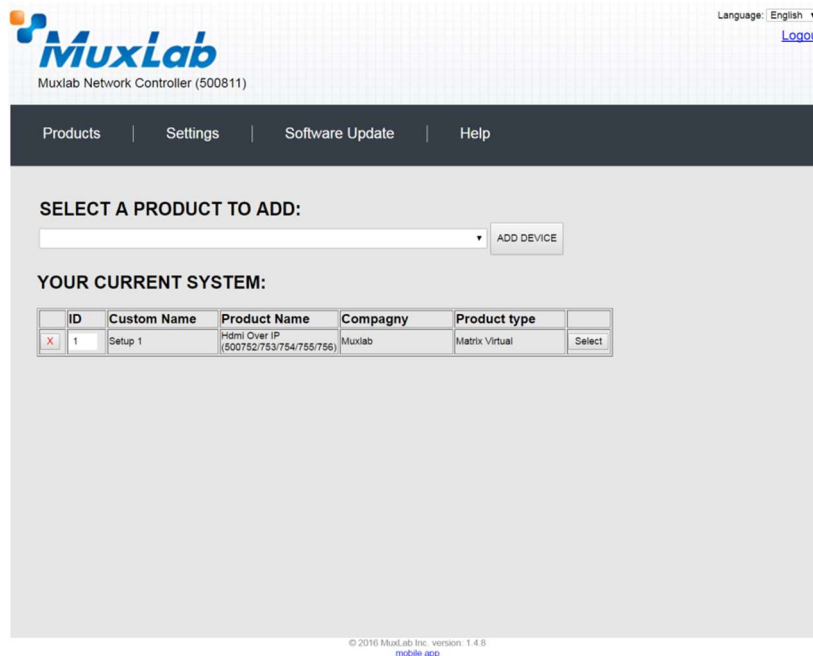 Language: English
Logou
MuxLab
Muxlab Network Controller (500811)
Products | Settings | Software Update | Help
SELECT A PRODUCT TO ADD:
ADD DEVICE
YOUR CURRENT SYSTEM:
ID Custom Name Product Name Compagny Product type
X 1 Setup 1 Hdmi Over IP (500752/753/754/755/756) Muxlab Matrix Virtual Select
© 2016 MuxLab Inc. version: 1.4.8
mobile app